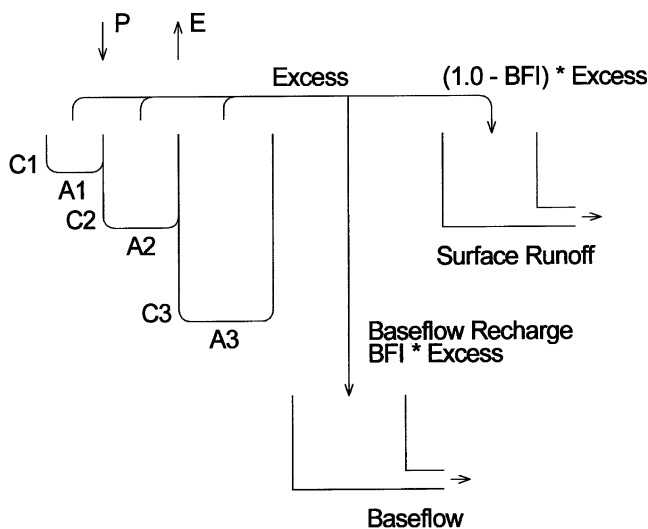 P
E
Excess
(1.0 - BFI) * Excess
C1
A1
C2
A2
C3
A3
Surface Runoff
Baseflow Recharge
BFI * Excess
Baseflow